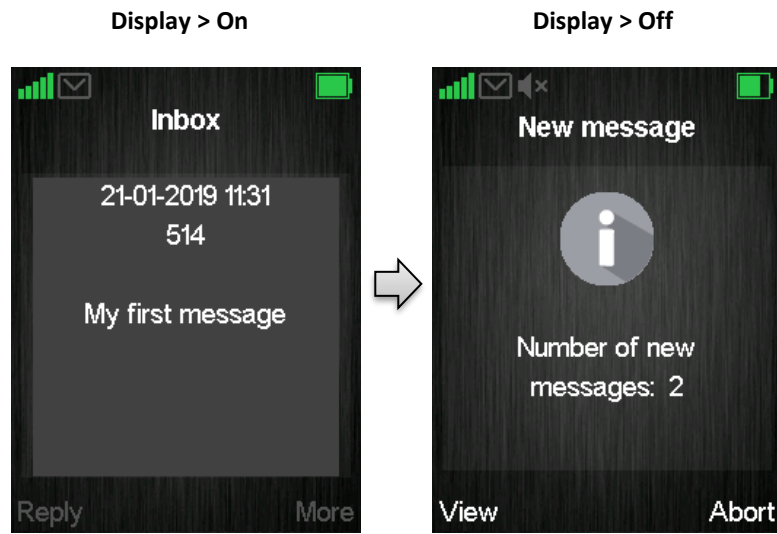 Display > On
Display > Off
Inbox
21-01-2019 11:31
514
My first message
Reply
More
New message
Number of new
messages: 2
View
Abort